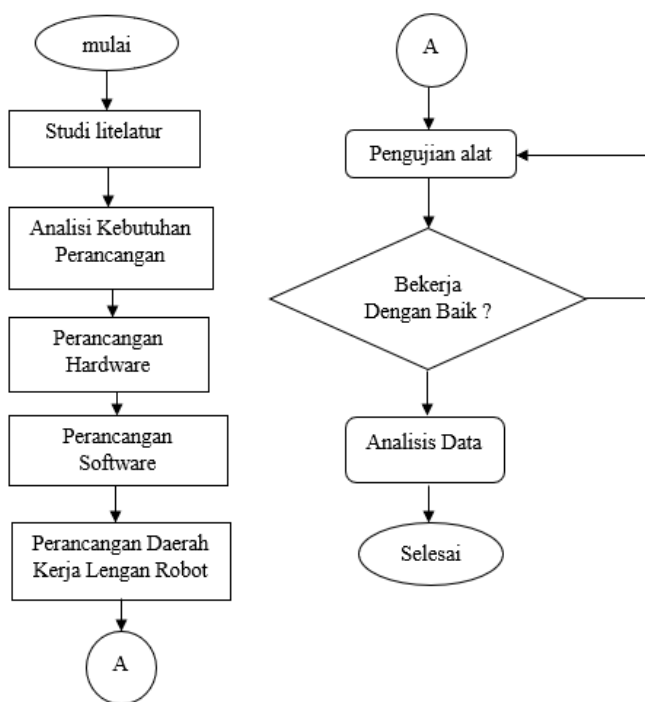 mulai
Studi litelatur
Analisi Kebutuhan
Perancangan
Perancangan
Hardware
Perancangan
Software
Perancangan Daerah
Kerja Lengan Robot
A
A
Pengujian alat
Bekerja
Dengan Baik ?
Analisis Data
Selesai